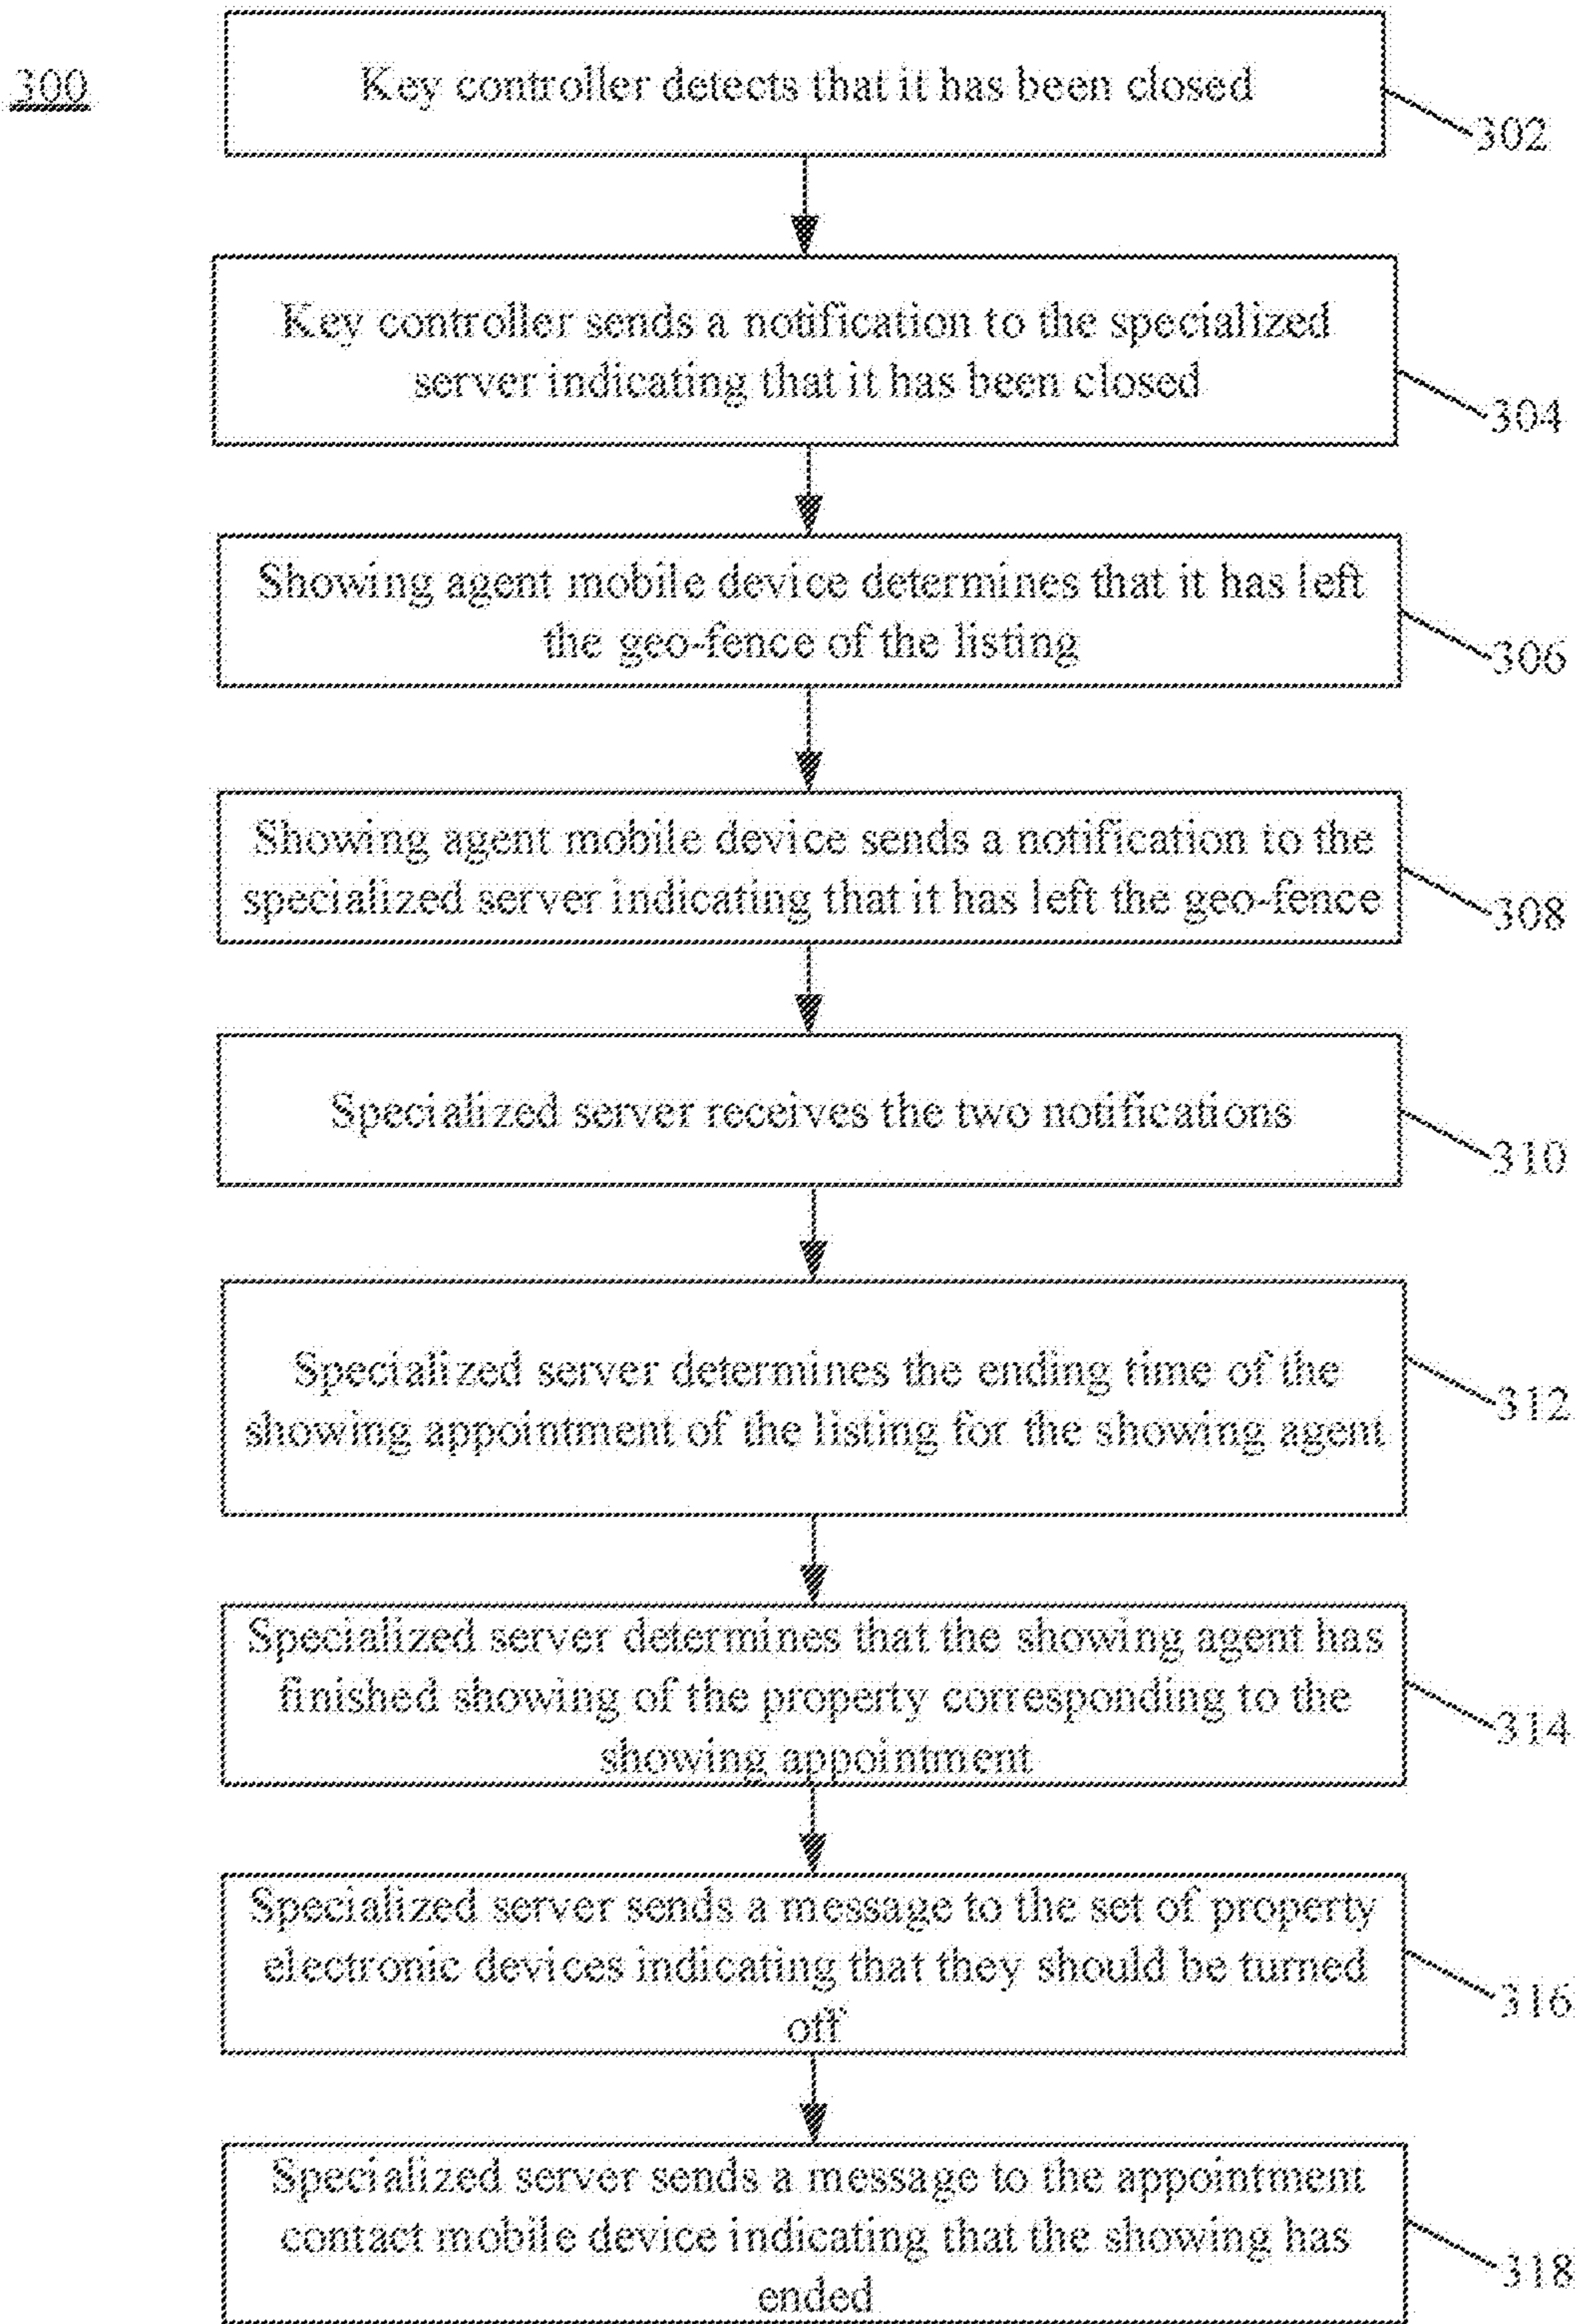 300
Key controller detects that it has been closed
302
Key controller sends a notification to the specialized
server indicating that it has been closed
304
Showing agent mobile device determines that it has left
the geo-fence of the listing
306
Showing agent mobile device sends a notification to the
specialized server indicating that it has left the geo-fence
308
Specialized server receives the two notifications
310
Specialized server determines the ending time of the
showing appointment of the listing for the showing agent
312
Specialized server determines that the showing agent has
finished showing of the property corresponding to the
showing appointment
314
Specialized server sends a message to the set of property
electronic devices indicating that they should be turned
off
316
Specialized server sends a message to the appointment
contact mobile device indicating that the showing has
ended
318